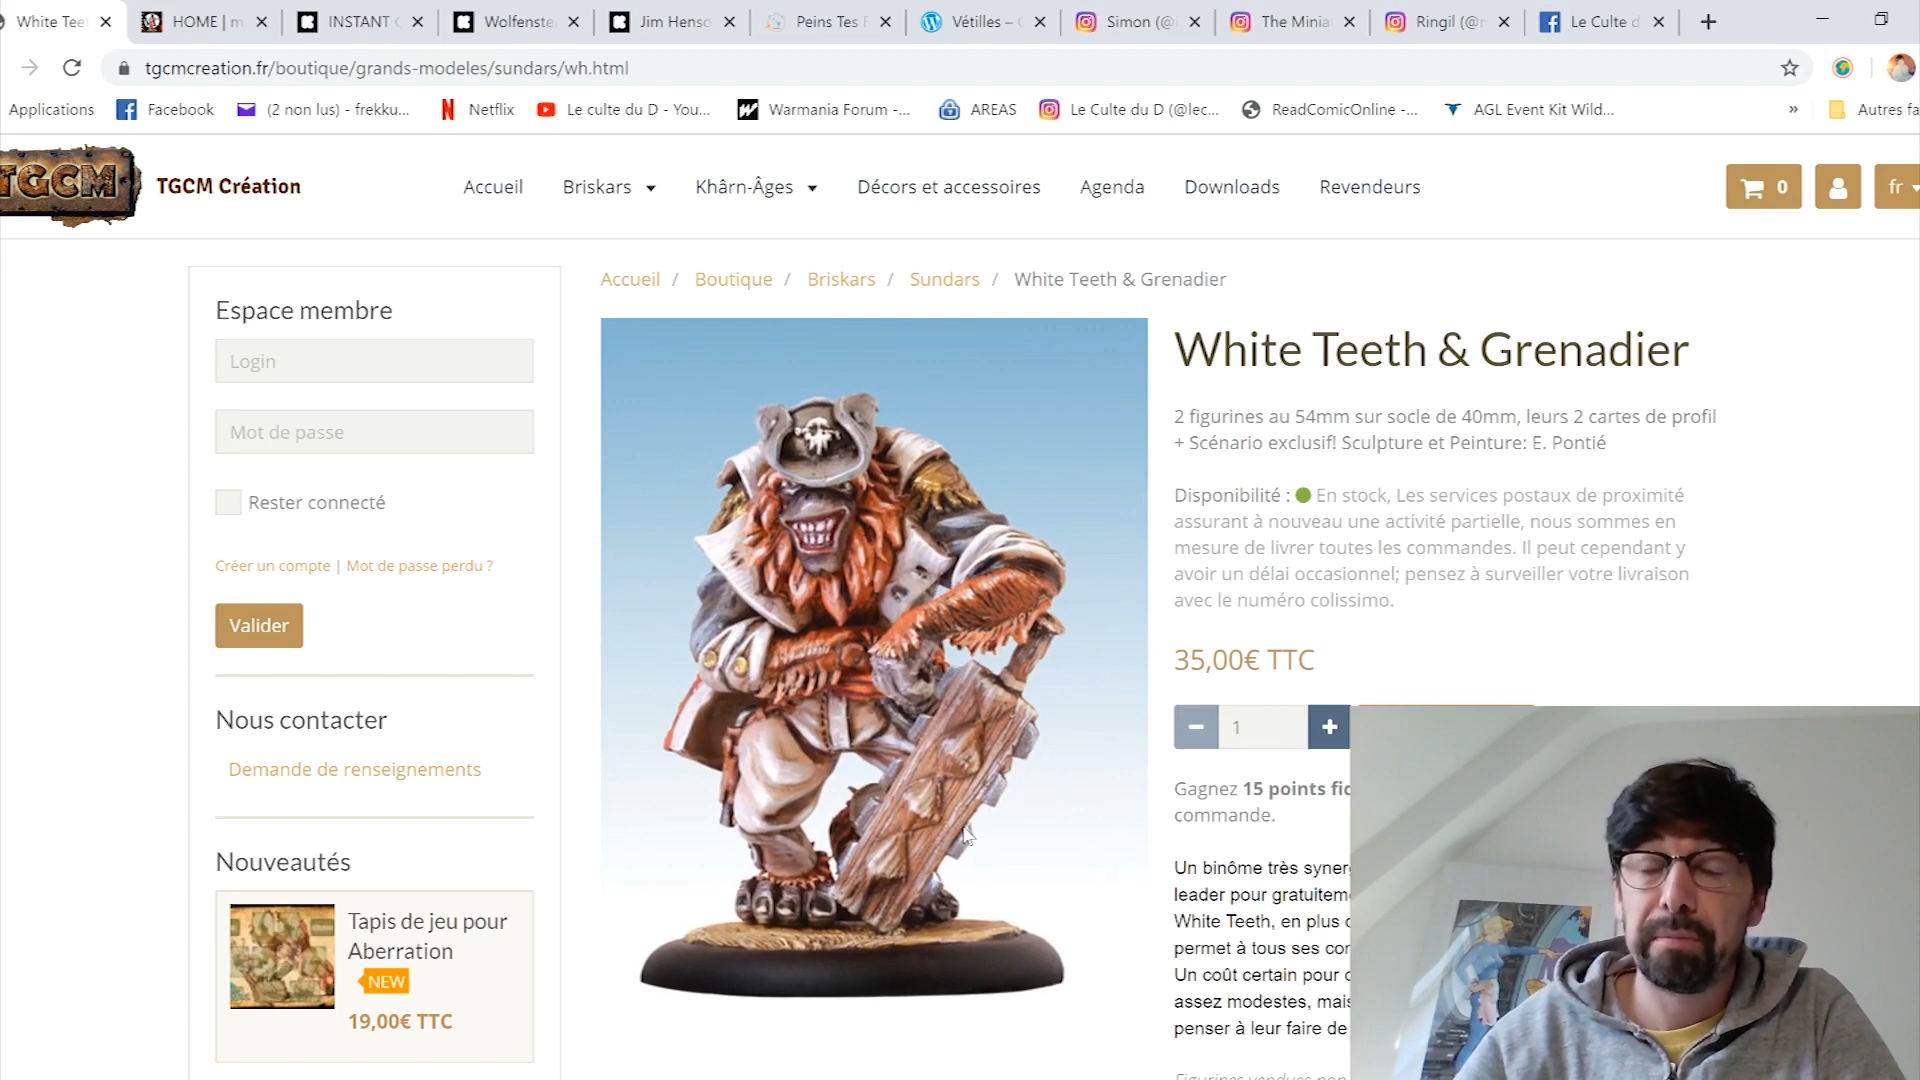 White Teet
HOME | m
INSTANT
Wolfenste
Jim Henso
Peins Tes F
Vétilles –
Simon (@i
The Minia
Ringil (@r
Le Culte d
tgcmcreation.fr/boutique/grands-modeles/sundars/wh.html
Applications
Facebook
(2 non lus) - frekku...
Netflix
Le culte du D - You...
Warmania Forum -...
AREAS
Le Culte du D (@lec...
ReadComicOnline -...
AGL Event Kit Wild...
»
Autres fa
TGCM
TGCM Création
Accueil
Briskars
Khârn-Âges
Décors et accessoires
Agenda
Downloads
Revendeurs
0
fr
Accueil / Boutique / Briskars / Sundars / White Teeth & Grenadier
Espace membre
Login
Mot de passe
Rester connecté
Créer un compte | Mot de passe perdu ?
Valider
Nous contacter
Demande de renseignements
Nouveautés
Tapis de jeu pour
Aberration
NEW
19,00€ TTC
White Teeth & Grenadier
2 figurines au 54mm sur socle de 40mm, leurs 2 cartes de profil
+ Scénario exclusif! Sculpture et Peinture: E. Pontié
Disponibilité : En stock, Les services postaux de proximité
assurant à nouveau une activité partielle, nous sommes en
mesure de livrer toutes les commandes. Il peut cependant y
avoir un délai occasionnel; pensez à surveiller votre livraison
avec le numéro colissimo.
35,00€ TTC
− 1 +
Gagnez 15 points fid
commande.
Un binôme très synerg
leader pour gratuiteme
White Teeth, en plus d
permet à tous ses con
Un coût certain pour d
assez modestes, mais
penser à leur faire de
Figurines vendues non